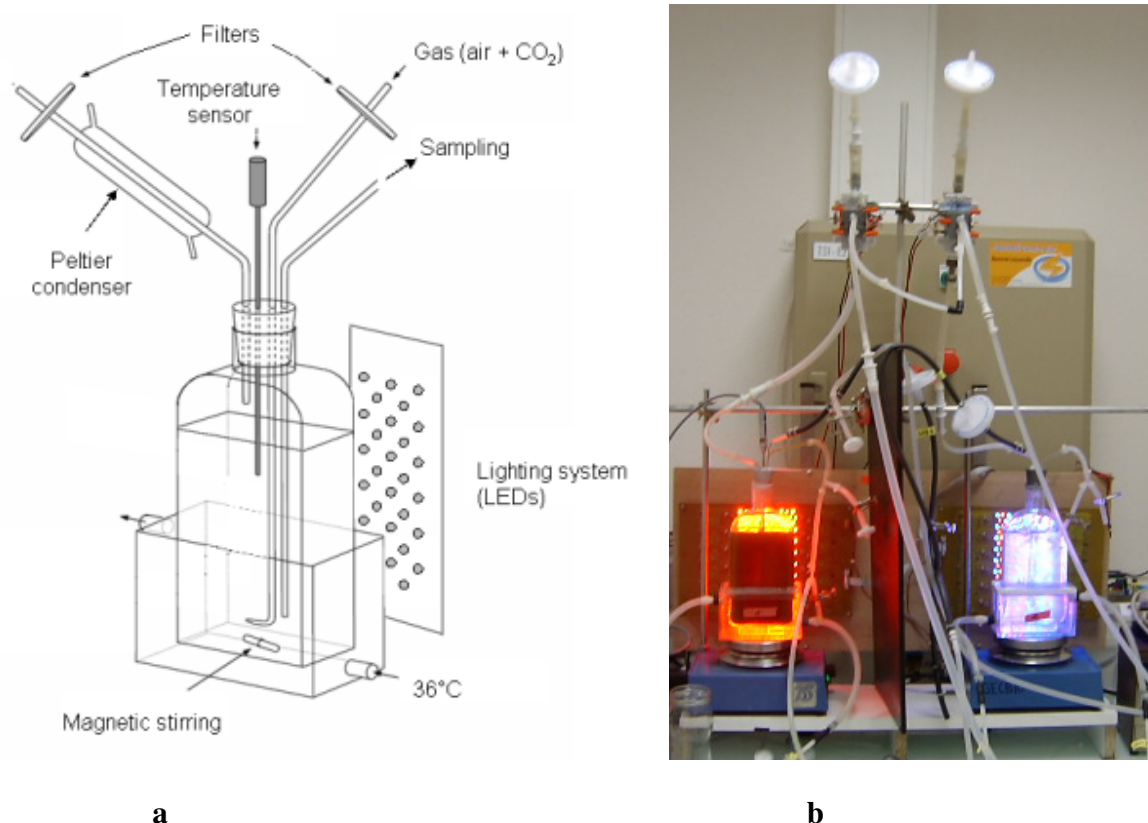 Filters
Gas (air + CO₂)
Temperature
sensor
Sampling
Peltier
condenser
Lighting system
(LEDs)
36°C
Magnetic stirring
a
b